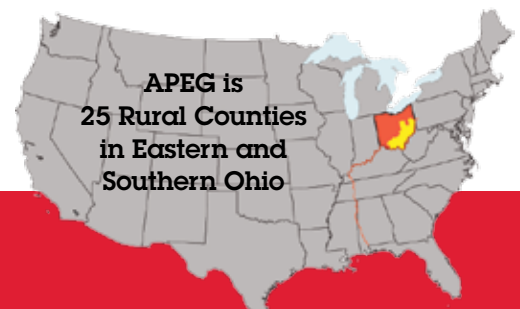 APEG is
25 Rural Counties
in Eastern and
Southern Ohio